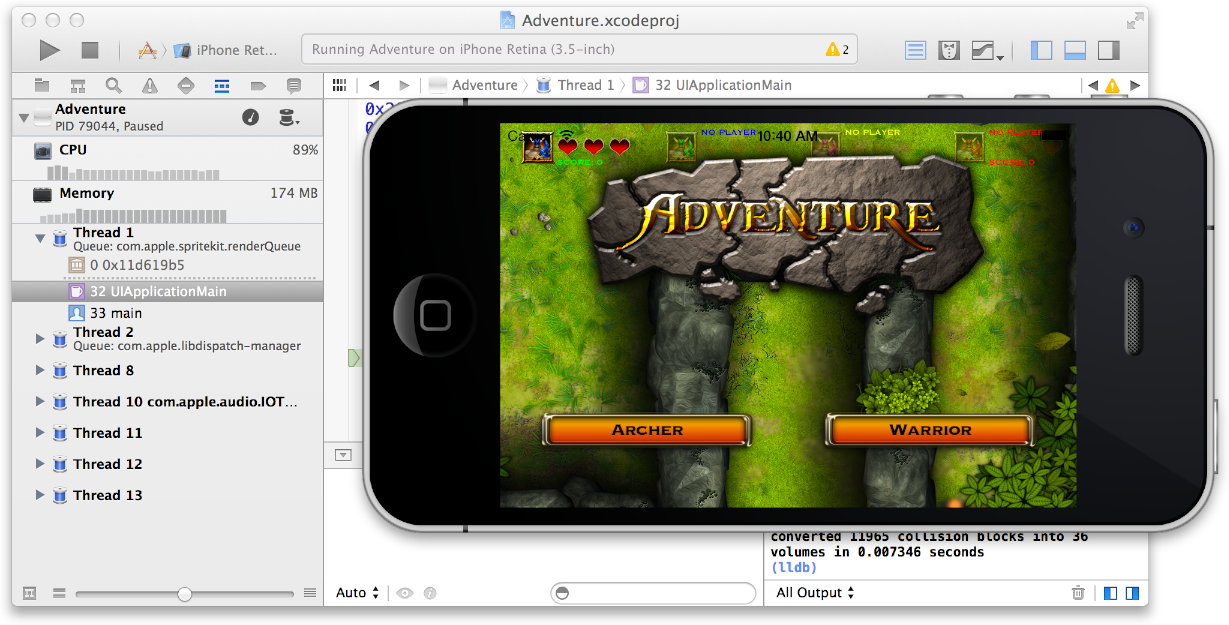 Adventure.xcodeproj
iPhone Ret...
Running Adventure on iPhone Retina (3.5-inch)
2
Adventure
Thread 1
32 UIApplicationMain
Adventure
PID 79044, Paused
CPU
89%
Memory
174 MB
Thread 1
Queue: com.apple.spritekit.renderQueue
0 0x11d619b5
32 UIApplicationMain
33 main
Thread 2
Queue: com.apple.libdispatch-manager
Thread 8
Thread 10 com.apple.audio.IOT...
Thread 11
Thread 12
Thread 13
NO PLAYER
10:40 AM
NO PLAYER
NO PLAYER
SCORE: 0
SCORE: 0
ADVENTURE
ARCHER
WARRIOR
converted 11965 collision blocks into 36
volumes in 0.007346 seconds
(lldb)
Auto
All Output